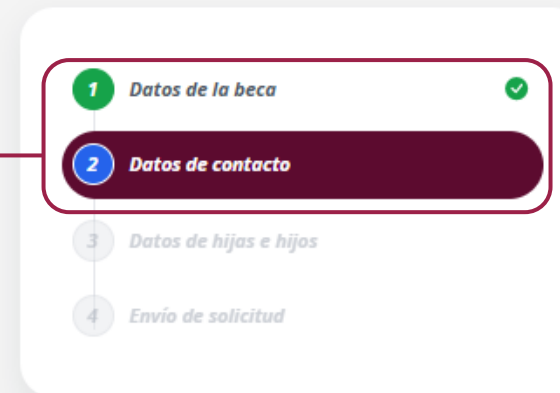 1 Datos de la beca
2 Datos de contacto
3 Datos de hijas e hijos
4 Envío de solicitud